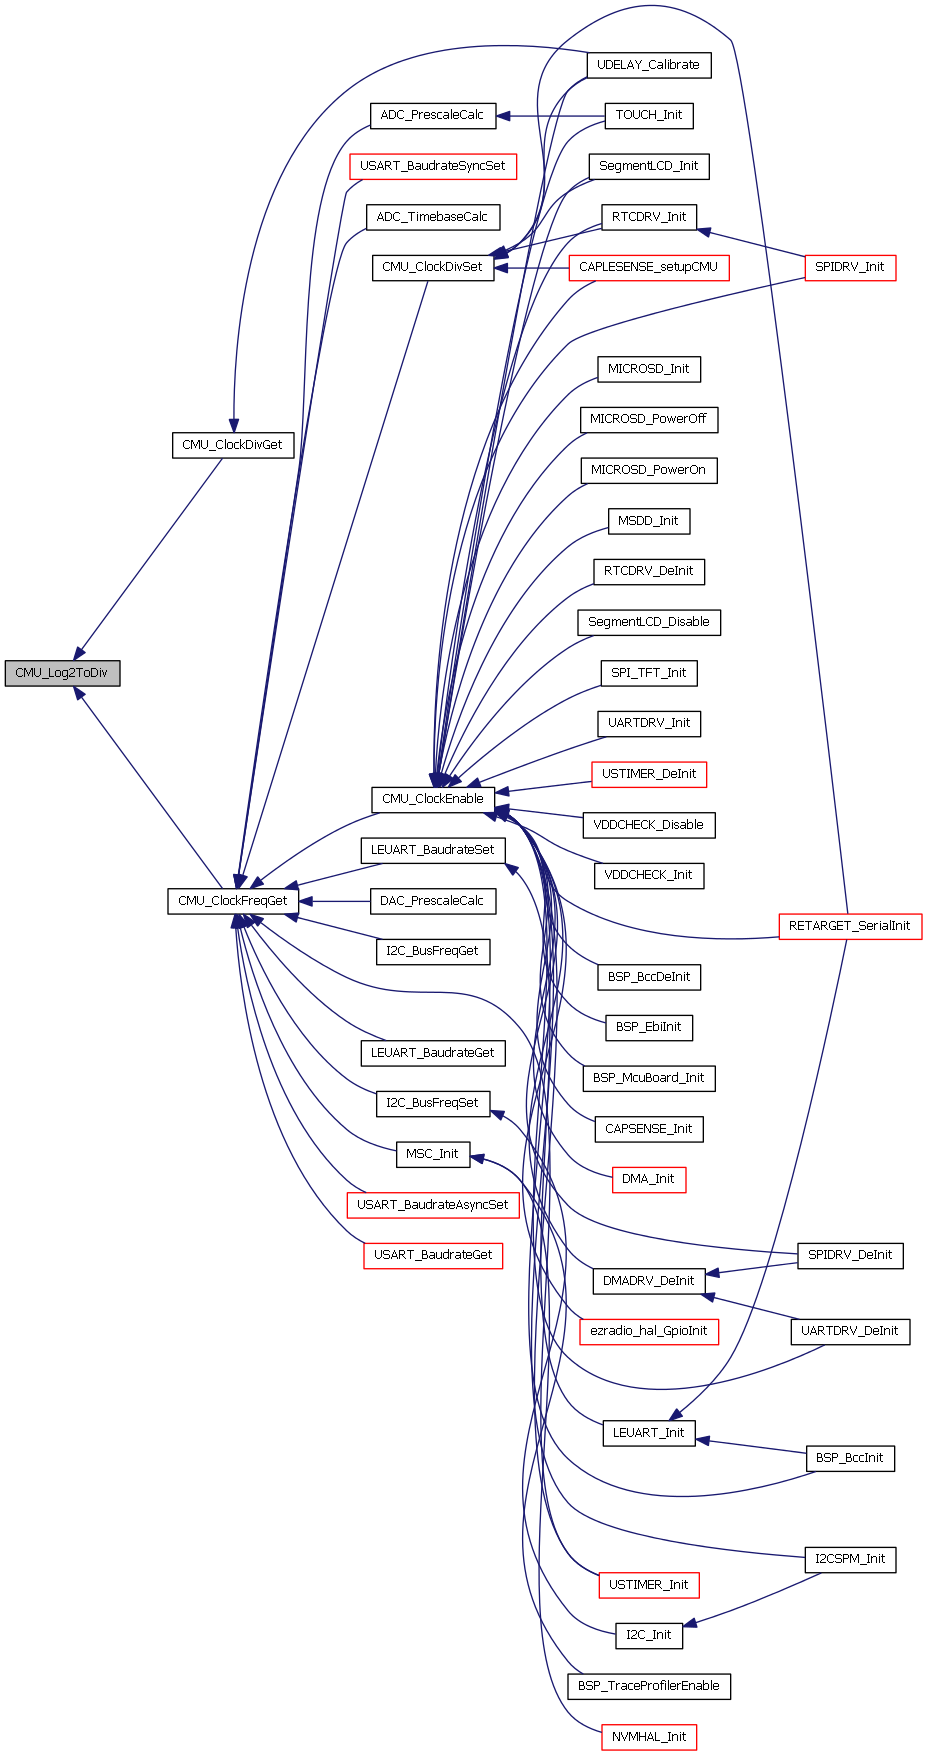 UDELAY_Calibrate
ADC_PrescaleCalc
TOUCH_Init
USART_BaudrateSyncSet
SegmentLCD_Init
ADC_TimebaseCalc
RTCDRV_Init
CMU_ClockDivSet
CAPLESENSE_setupCMU
SPIDRV_Init
MICROSD_Init
MICROSD_PowerOff
CMU_ClockDivGet
MICROSD_PowerOn
MSDD_Init
RTCDRV_DeInit
SegmentLCD_Disable
CMU_Log2ToDiv
SPI_TFT_Init
UARTDRV_Init
USTIMER_DeInit
CMU_ClockEnable
VDDCHECK_Disable
LEUART_BaudrateSet
VDDCHECK_Init
CMU_ClockFreqGet
DAC_PrescaleCalc
RETARGET_SerialInit
I2C_BusFreqGet
BSP_BccDeInit
BSP_EbiInit
LEUART_BaudrateGet
BSP_McuBoard_Init
I2C_BusFreqSet
CAPSENSE_Init
MSC_Init
DMA_Init
USART_BaudrateAsyncSet
USART_BaudrateGet
SPIDRV_DeInit
DMADRV_DeInit
ezradio_hal_GpioInit
UARTDRV_DeInit
LEUART_Init
BSP_BccInit
I2CSPM_Init
USTIMER_Init
I2C_Init
BSP_TraceProfilerEnable
NVMHAL_Init